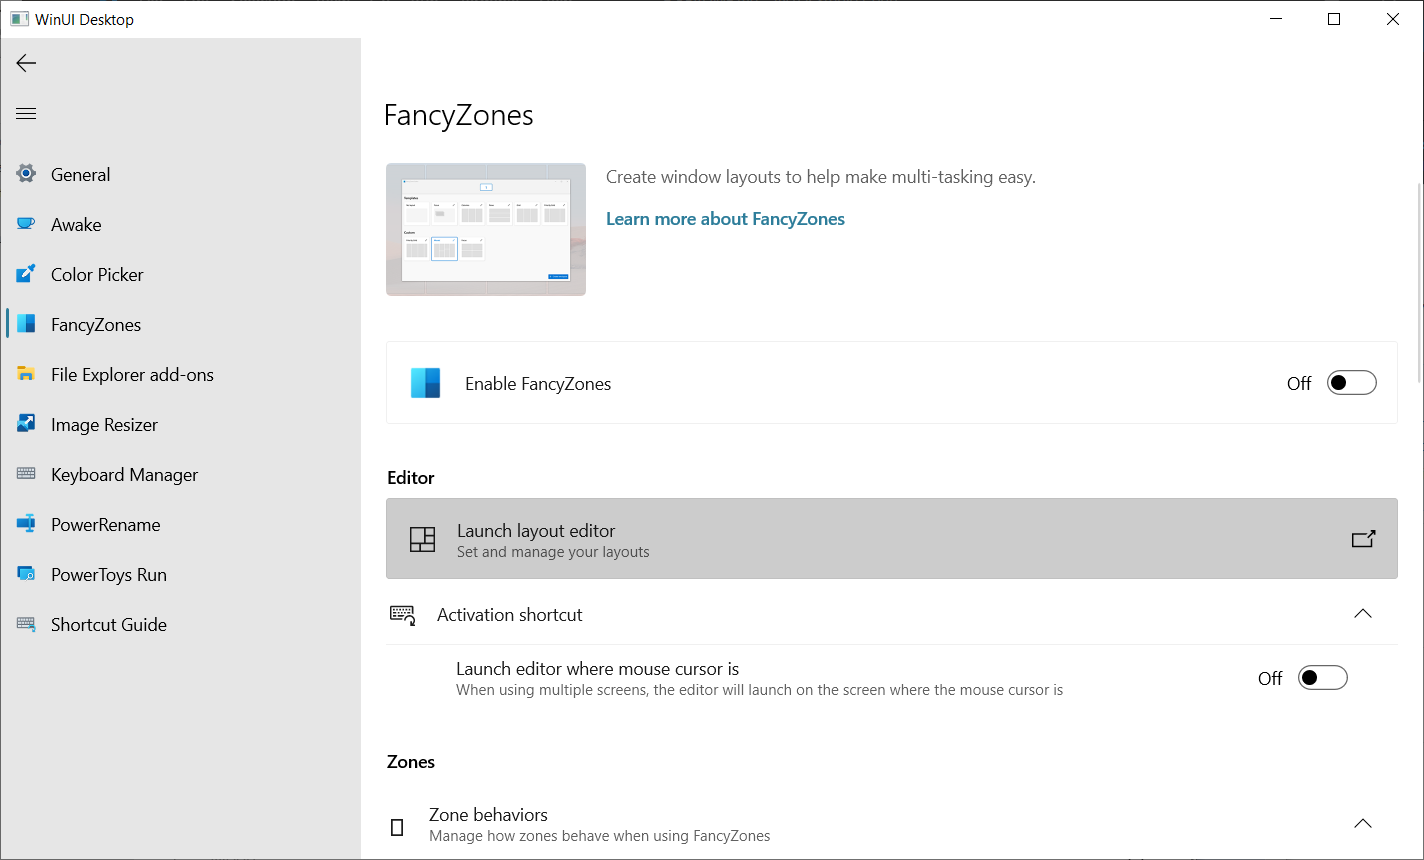 WinUI Desktop
FancyZones
General
Awake
Color Picker
FancyZones
File Explorer add-ons
Image Resizer
Keyboard Manager
PowerRename
PowerToys Run
Shortcut Guide
Create window layouts to help make multi-tasking easy.
Learn more about FancyZones
Templates
Custom
Enable FancyZones
Off
Editor
Launch layout editor
Set and manage your layouts
Activation shortcut
Launch editor where mouse cursor is
When using multiple screens, the editor will launch on the screen where the mouse cursor is
Off
Zones
Zone behaviors
Manage how zones behave when using FancyZones